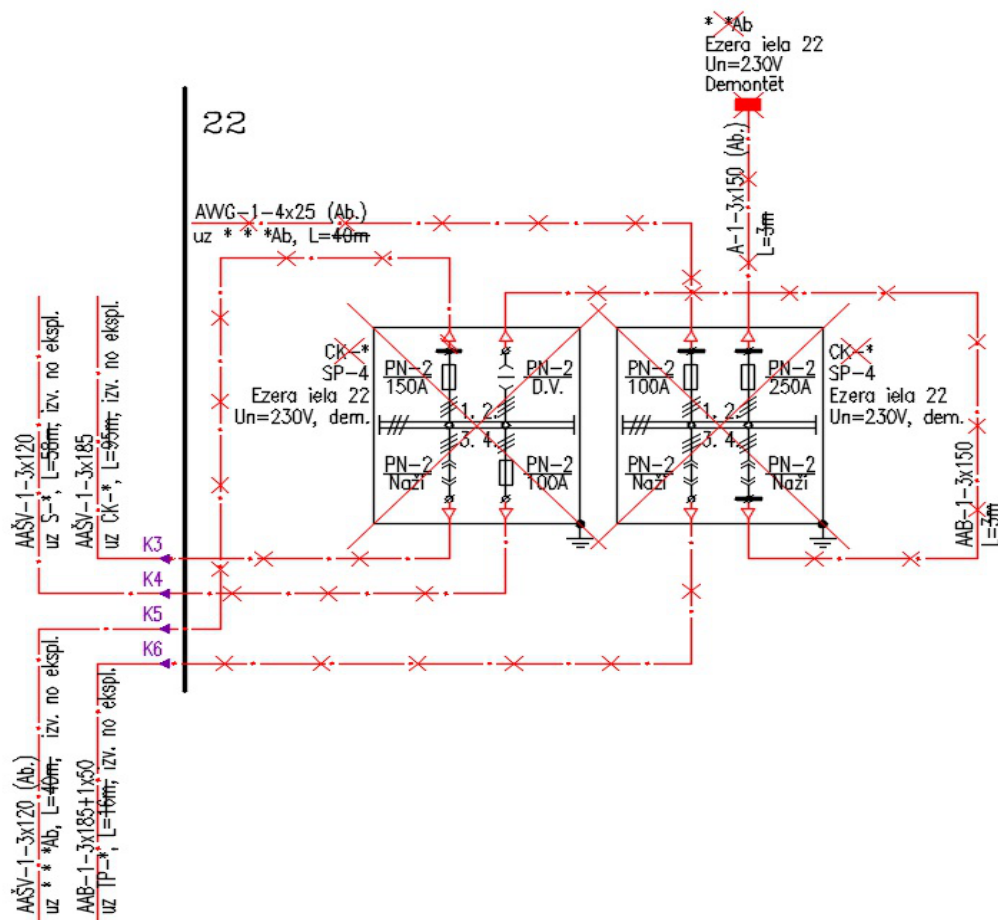 * *Ab
Ezera iela 22
Un=230V
Demontēt
22
A-1-3x150 (Ab.)
L=3m
AWG-1-4x25 (Ab.)
uz * * *Ab, L=40m
CK-*
SP-4
Ezera iela 22
Un=230V, dem.
PN-2
150A
PN-2
D.V.
1. 2.
3. 4.
PN-2
Naži
PN-2
100A
PN-2
100A
PN-2
250A
1. 2.
3. 4.
PN-2
Naži
PN-2
Naži
CK-*
SP-4
Ezera iela 22
Un=230V, dem.
AAB-1-3x150
L=3m
AAŠV-1-3x120
uz S-*, L=58m, izv. no ekspl.
AAŠV-1-3x185
uz CK-*, L=95m, izv. no ekspl.
K3
K4
K5
K6
AAŠV-1-3x120 (Ab.)
uz * * *Ab, L=40m, izv. no ekspl.
AAB-1-3x185+1x50
uz TP-*, L=16m, izv. no ekspl.